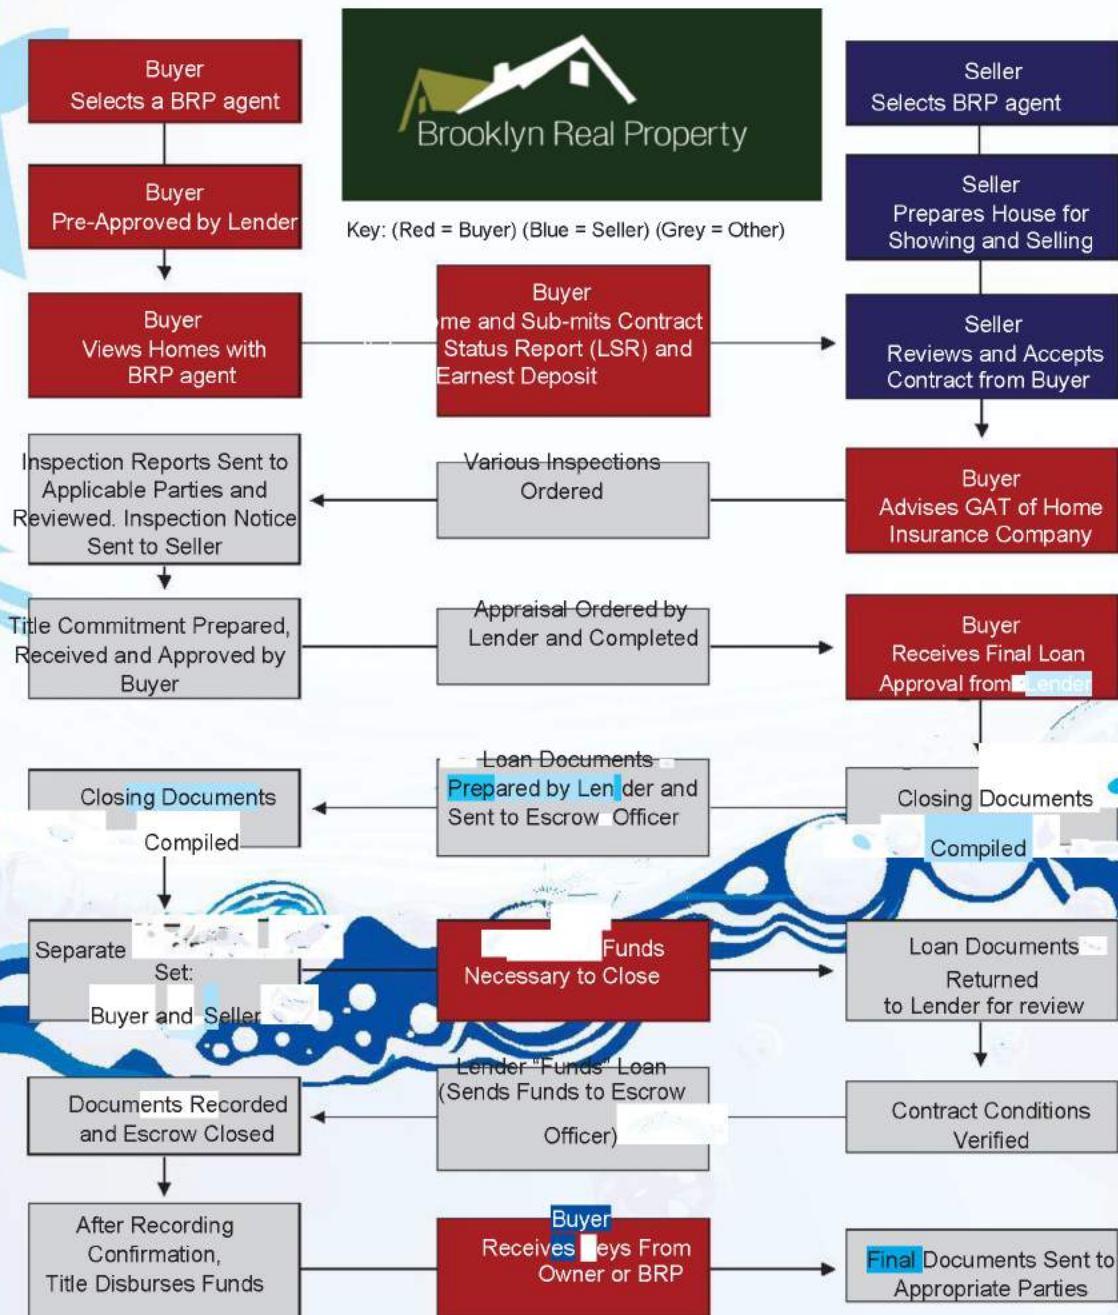 Buyer
Selects a BRP agent
Brooklyn Real Property
Seller
Selects BRP agent
Buyer
Pre-Approved by Lender
Key: (Red = Buyer) (Blue = Seller) (Grey = Other)
Seller
Prepares House for
Showing and Selling
Buyer
Views Homes with
BRP agent
Buyer
me and Sub-mits Contract
Status Report (LSR) and
Earnest Deposit
Seller
Reviews and Accepts
Contract from Buyer
Inspection Reports Sent to
Applicable Parties and
Reviewed. Inspection Notice
Sent to Seller
Various Inspections
Ordered
Buyer
Advises GAT of Home
Insurance Company
Title Commitment Prepared,
Received and Approved by
Buyer
Appraisal Ordered by
Lender and Completed
Buyer
Receives Final Loan
Approval from Lender
Closing Documents
Compiled
Loan Documents
Prepared by Lender and
Sent to Escrow Officer
Closing Documents
Compiled
Separate
Set:
Buyer and Seller
Funds
Necessary to Close
Loan Documents
Returned
to Lender for review
Documents Recorded
and Escrow Closed
Lender "Funds" Loan
(Sends Funds to Escrow
Officer)
Contract Conditions
Verified
After Recording
Confirmation,
Title Disburses Funds
Buyer
Receives eys From
Owner or BRP
Final Documents Sent to
Appropriate Parties